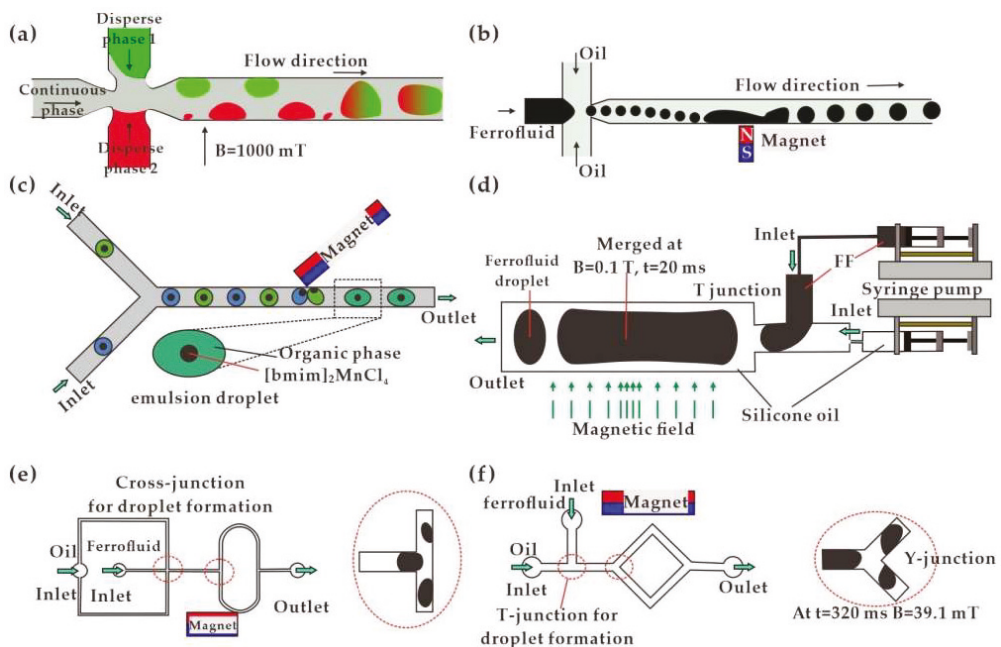 (a)
Disperse
phase 1
Flow direction
Continuous
phase
Disperse
phase 2
B=1000 mT
(b)
Oil
Flow direction
Ferrofluid
N
S
Magnet
Oil
(c)
Inlet
Magnet
Outlet
Organic phase
[bmim]₂MnCl₄
Inlet
emulsion droplet
(d)
Inlet
Merged at
B=0.1 T, t=20 ms
Ferrofluid
droplet
FF
T junction
Syringe pump
Inlet
Outlet
Silicone oil
Magnetic field
(e)
Cross-junction
for droplet formation
Oil
Ferrofluid
Inlet
Inlet
Outlet
Magnet
(f)
Inlet
ferrofluid
Magnet
Oil
Inlet
Oulet
Y-junction
T-junction for
droplet formation
At t=320 ms B=39.1 mT